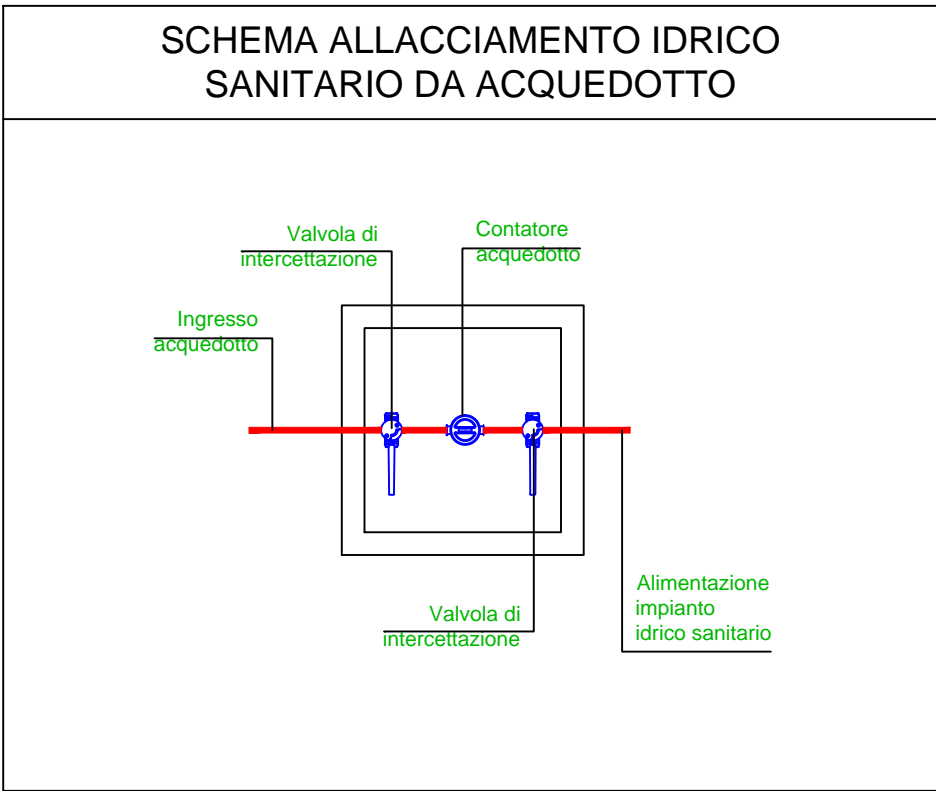 SCHEMA ALLACCIAMENTO IDRICO
SANITARIO DA ACQUEDOTTO
Valvola di
intercettazione
Contatore
acquedotto
Ingresso
acquedotto
Valvola di
intercettazione
Alimentazione
impianto
idrico sanitario